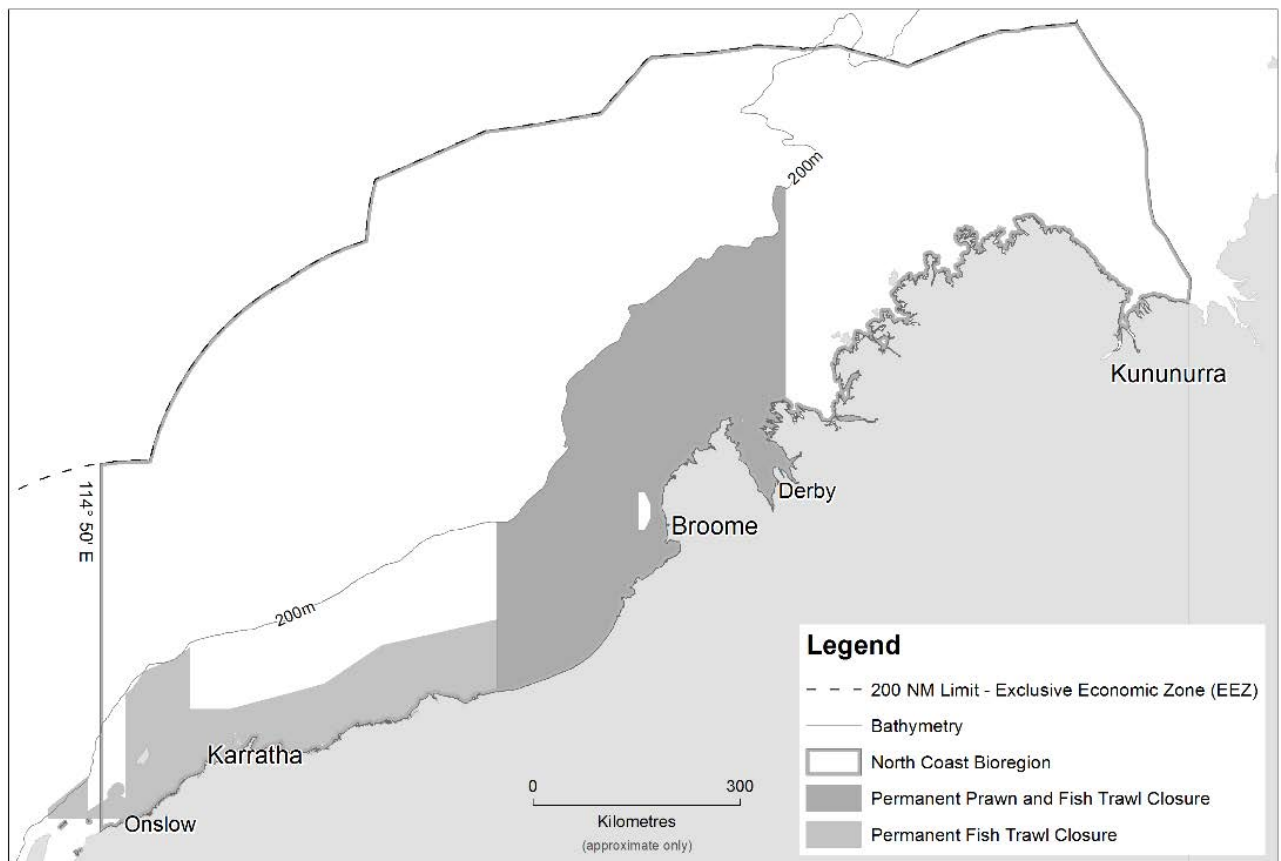 200m
Kununurra
114° 50' E
Derby
Broome
200m
Karratha
Onslow
0 300
Kilometres
(approximate only)
Legend
200 NM Limit - Exclusive Economic Zone (EEZ)
Bathymetry
North Coast Bioregion
Permanent Prawn and Fish Trawl Closure
Permanent Fish Trawl Closure